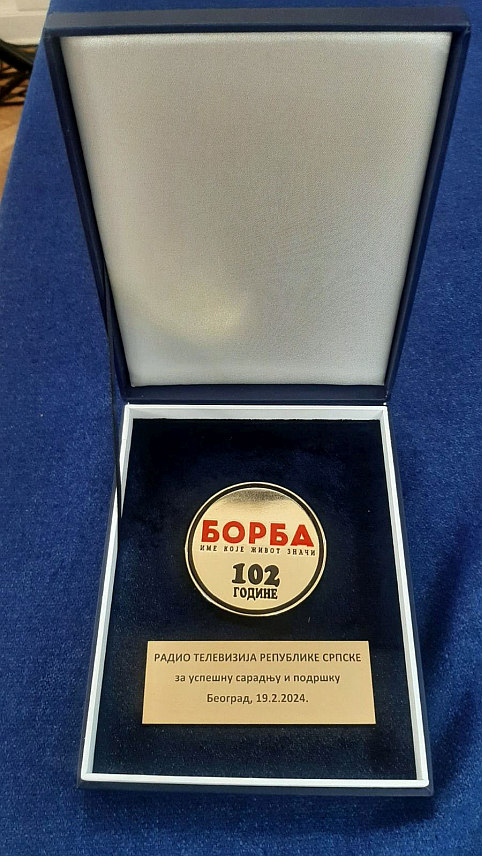 БОРБА
ИМЕ КОЈЕ ЖИВОТ ЗНАЧИ
102
ГОДИНЕ
РАДИО ТЕЛЕВИЗИЈА РЕПУБЛИКЕ СРПСКЕ
за успешну сарадњу и подршку
Београд, 19.2.2024.